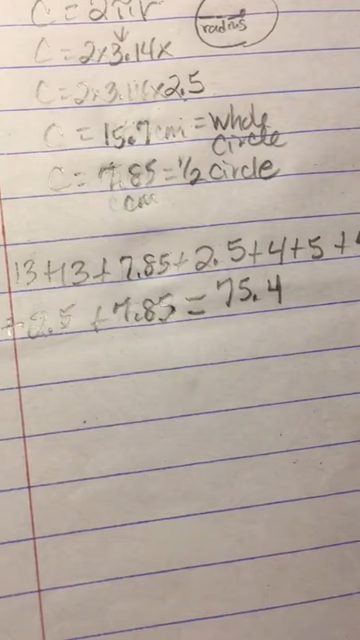 C=2πr
radius
C=2×3.14×
C=2×3.14×2.5
C=15.7cm=whole circle
C=7.85=½ circle
cm
13+13+7.85+2.5+4+5+
+2.5+7.85=75.4